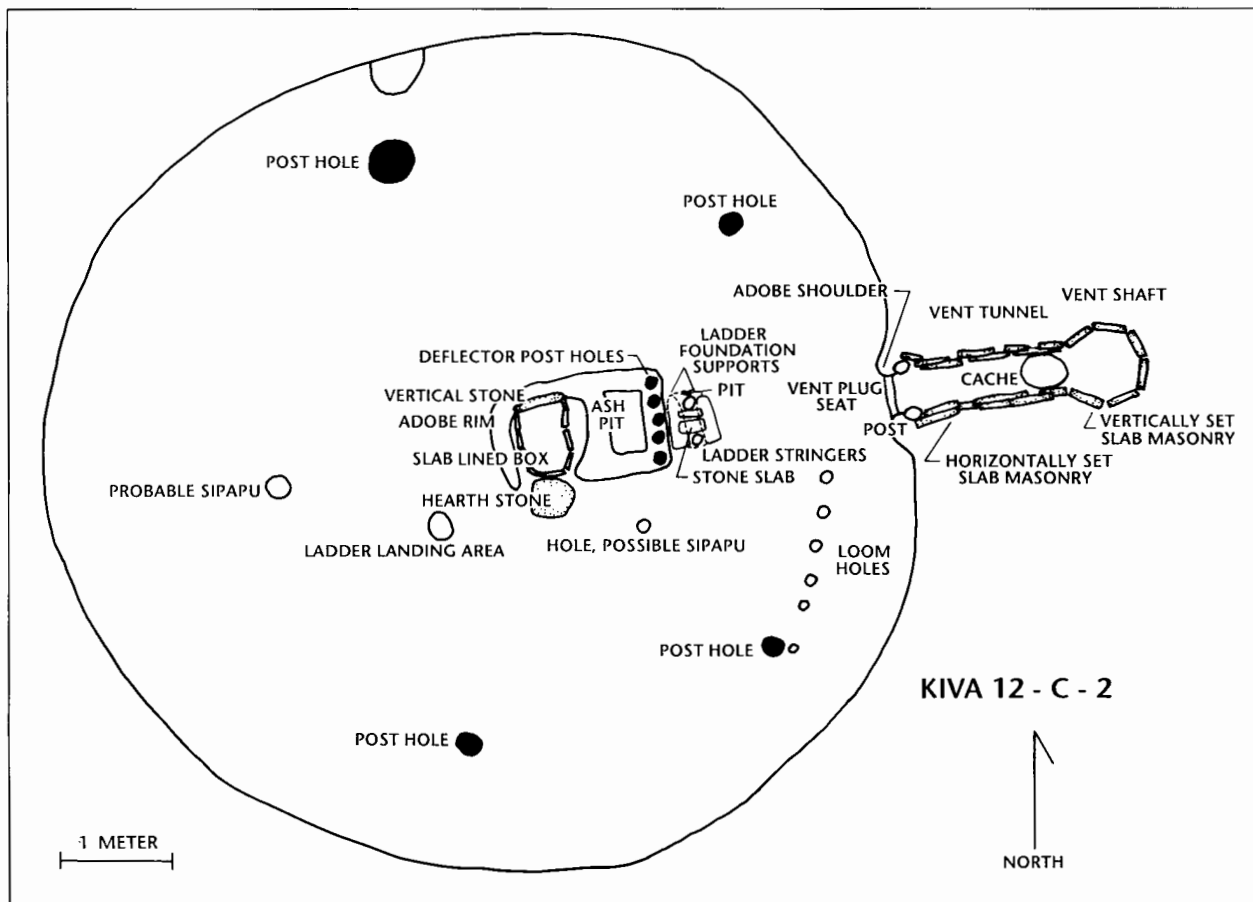 POST HOLE
POST HOLE
ADOBE SHOULDER
VENT TUNNEL
VENT SHAFT
LADDER
FOUNDATION
SUPPORTS
DEFLECTOR POST HOLES
PIT
VERTICAL STONE
ADOBE RIM
ASH
PIT
VENT PLUG
SEAT
CACHE
POST
VERTICALLY SET
SLAB MASONRY
SLAB LINED BOX
LADDER STRINGERS
STONE SLAB
HORIZONTALLY SET
SLAB MASONRY
PROBABLE SIPAPU
HEARTH STONE
LADDER LANDING AREA
HOLE, POSSIBLE SIPAPU
LOOM
HOLES
POST HOLE
KIVA 12 - C - 2
POST HOLE
1 METER
NORTH